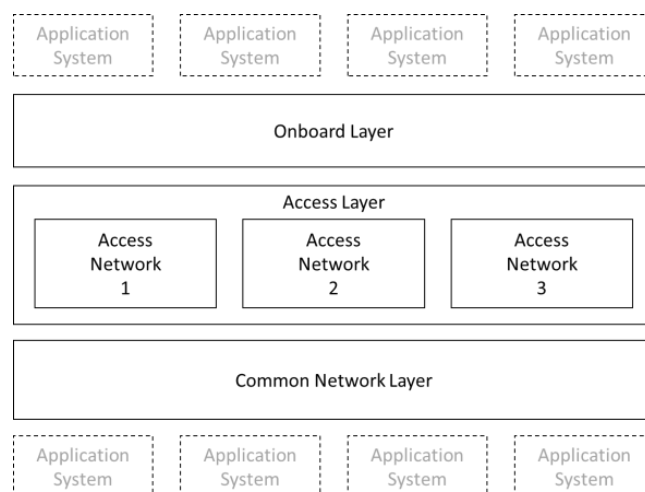 Application Application Application Application
System System System System
Onboard Layer
Access Layer
Access Access Access
Network Network Network
1 2 3
Common Network Layer
Application Application Application Application
System System System System